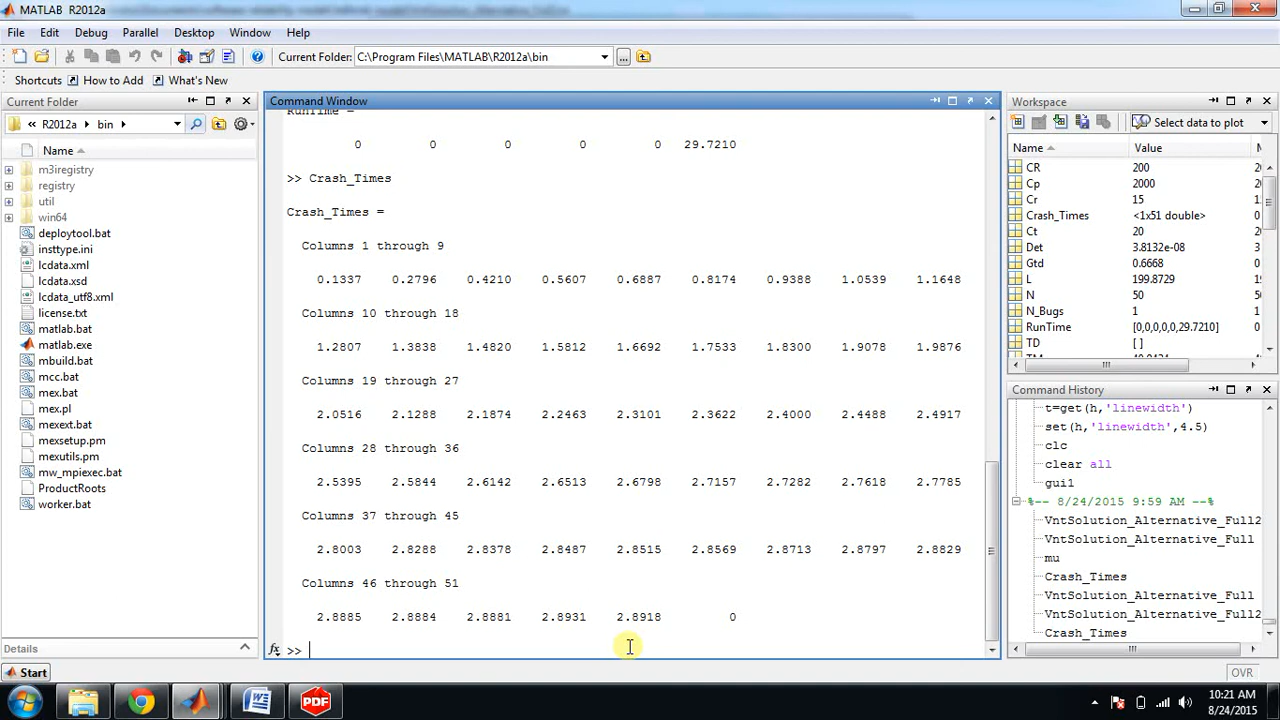 MATLAB R2012a
File Edit Debug Parallel Desktop Window Help
Current Folder: C:\Program Files\MATLAB\R2012a\bin
Shortcuts How to Add What's New
Current Folder
« R2012a ▸ bin ▸
Name
m3iregistry
registry
util
win64
deploytool.bat
insttype.ini
lcdata.xml
lcdata.xsd
lcdata_utf8.xml
license.txt
matlab.bat
matlab.exe
mbuild.bat
mcc.bat
mex.bat
mex.pl
mexext.bat
mexsetup.pm
mexutils.pm
mw_mpiexec.bat
ProductRoots
worker.bat
Details
Command Window
RunTime =
0 0 0 0 0 29.7210
>> Crash_Times
Crash_Times =
Columns 1 through 9
0.1337 0.2796 0.4210 0.5607 0.6887 0.8174 0.9388 1.0539 1.1648
Columns 10 through 18
1.2807 1.3838 1.4820 1.5812 1.6692 1.7533 1.8300 1.9078 1.9876
Columns 19 through 27
2.0516 2.1288 2.1874 2.2463 2.3101 2.3622 2.4000 2.4488 2.4917
Columns 28 through 36
2.5395 2.5844 2.6142 2.6513 2.6798 2.7157 2.7282 2.7618 2.7785
Columns 37 through 45
2.8003 2.8288 2.8378 2.8487 2.8515 2.8569 2.8713 2.8797 2.8829
Columns 46 through 51
2.8885 2.8884 2.8881 2.8931 2.8918 0
fx >>
Workspace
Select data to plot
Name Value
CR 200
Cp 2000
Cr 15
Crash_Times <1x51 double>
Ct 20
Det 3.8132e-08
Gtd 0.6668
L 199.8729
N 50
N_Bugs 1
RunTime [0,0,0,0,0,29.7210]
TD [ ]
Command History
t=get(h,'linewidth')
set(h,'linewidth',4.5)
clc
clear all
gui1
%-- 8/24/2015 9:59 AM --%
VntSolution_Alternative_Full2
VntSolution_Alternative_Full
mu
Crash_Times
VntSolution_Alternative_Full
VntSolution_Alternative_Full2
Crash_Times
Start
OVR
PDF
10:21 AM
8/24/2015